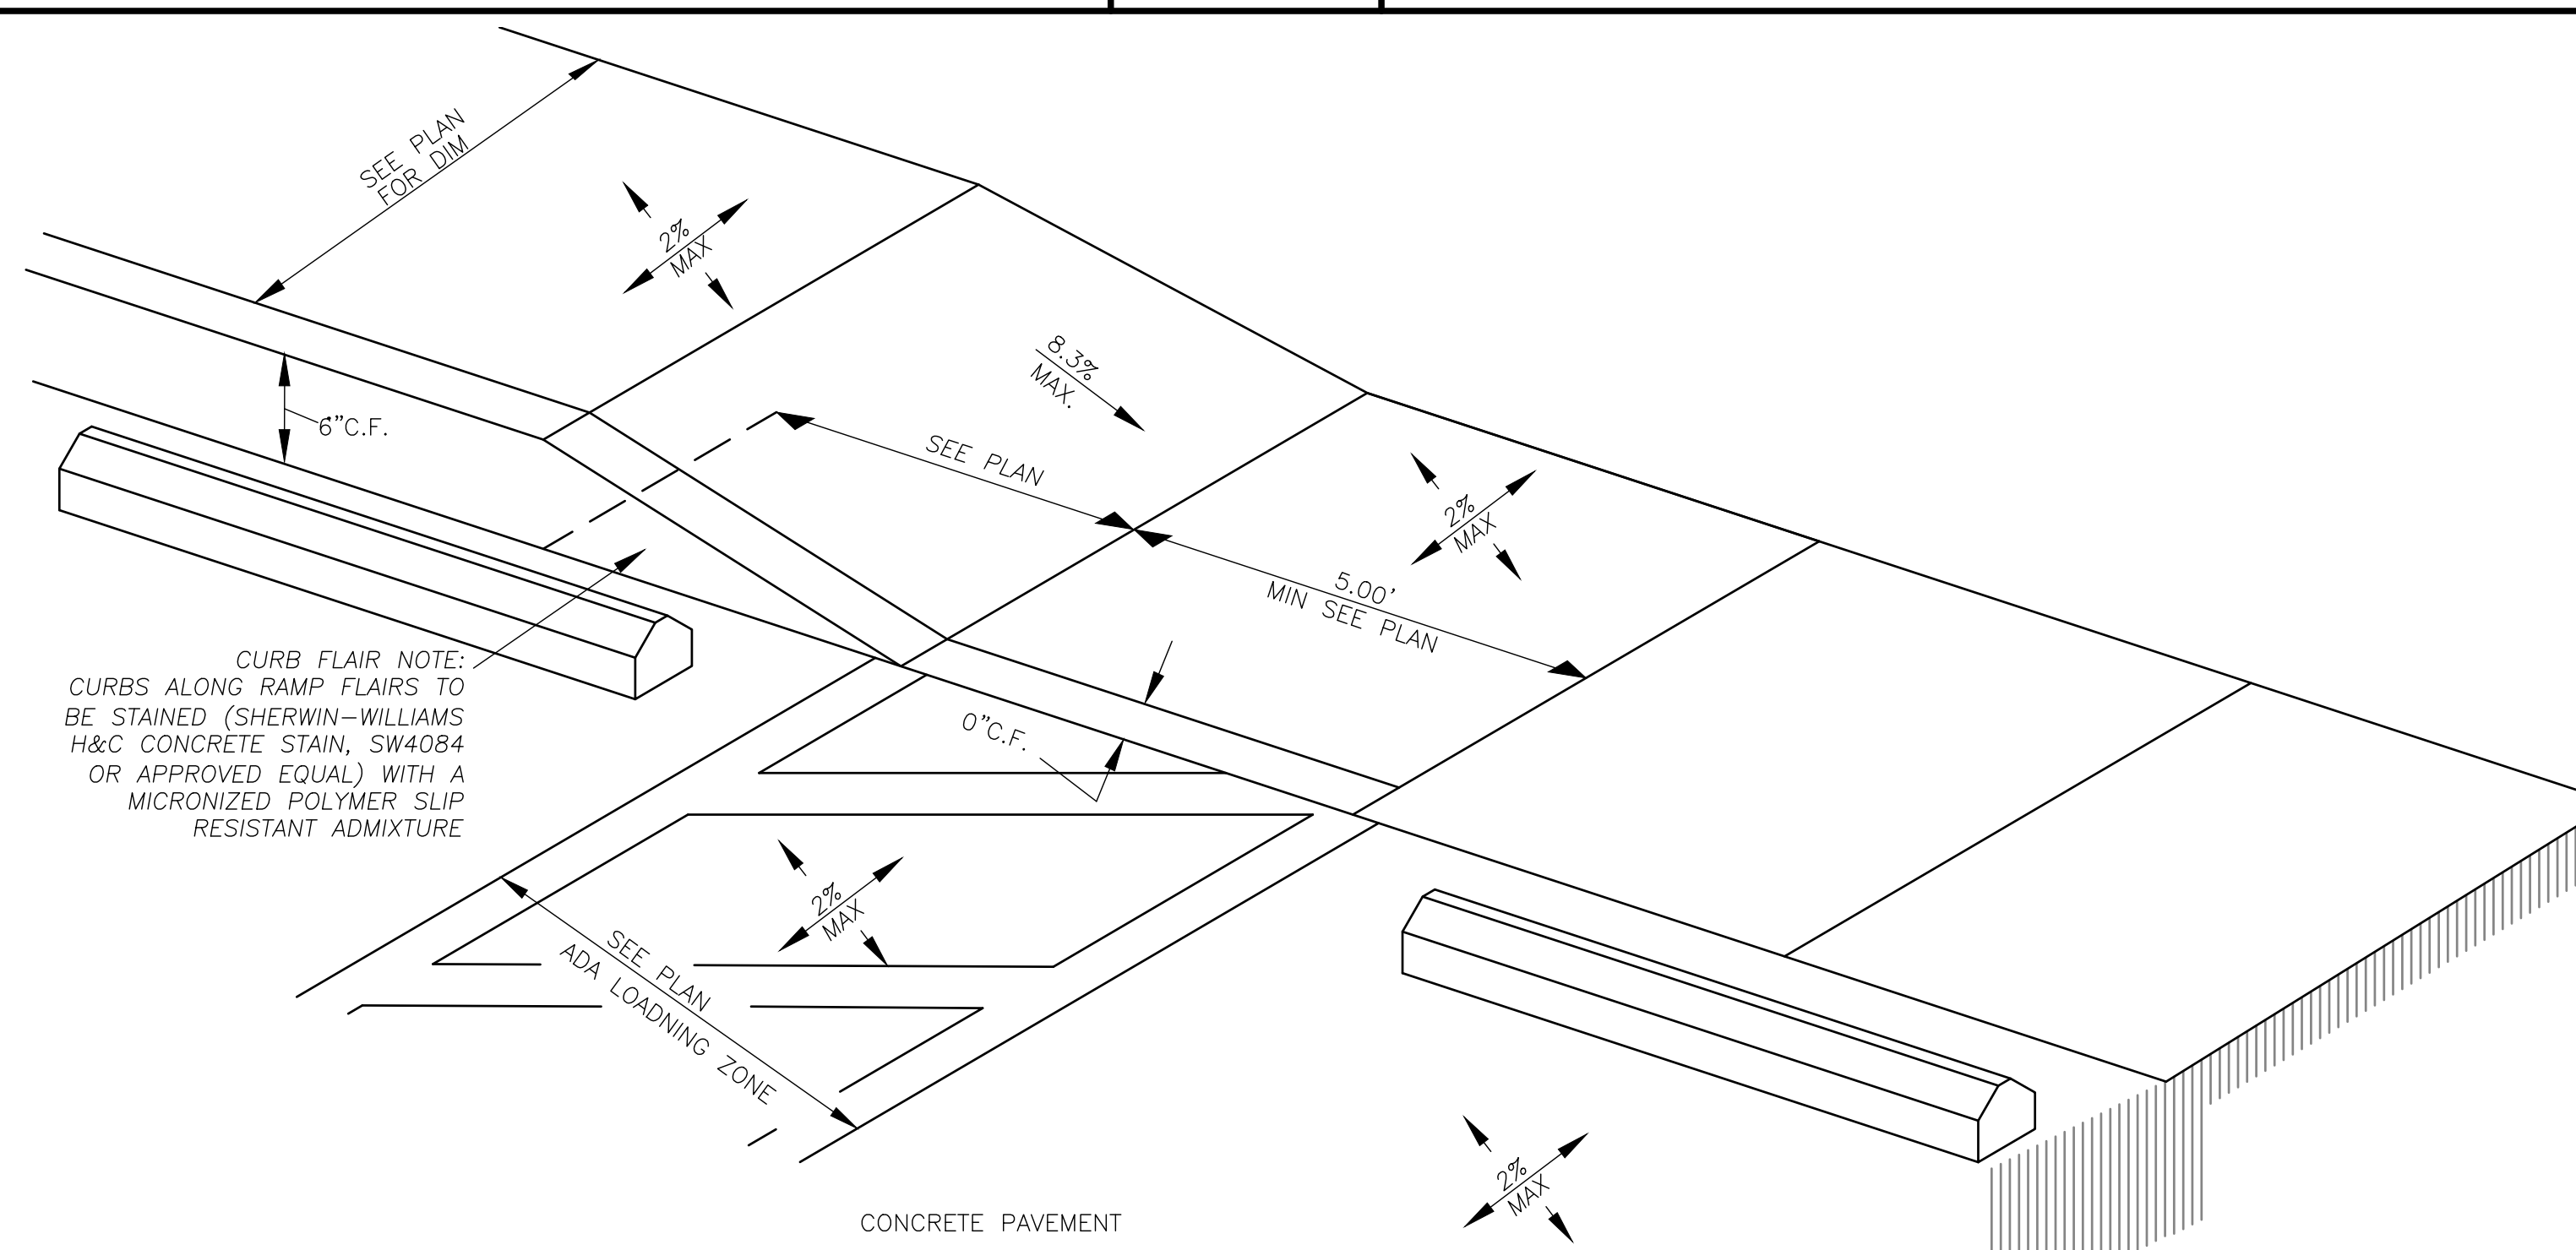 SEE PLAN
FOR DIM
2%
MAX
8.3%
MAX.
6"C.F.
SEE PLAN
2%
MAX
5.00'
MIN SEE PLAN
CURB FLAIR NOTE:
CURBS ALONG RAMP FLAIRS TO
BE STAINED (SHERWIN-WILLIAMS
H&C CONCRETE STAIN, SW4084
OR APPROVED EQUAL) WITH A
MICRONIZED POLYMER SLIP
RESISTANT ADMIXTURE
0"C.F.
2%
MAX
SEE PLAN
ADA LOADNING ZONE
2%
MAX
CONCRETE PAVEMENT